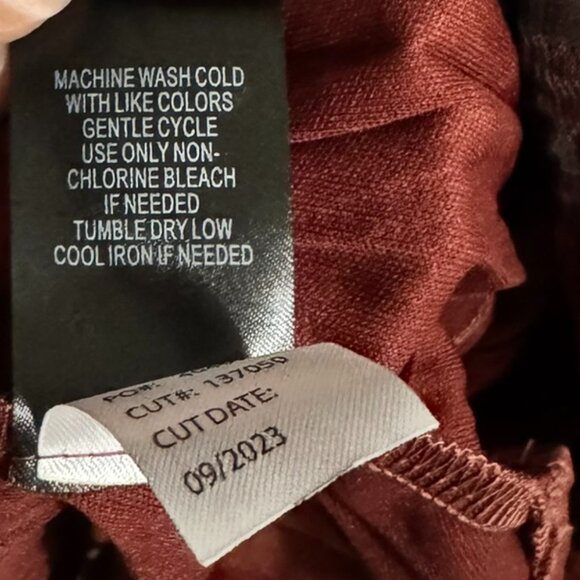 MACHINE WASH COLD
WITH LIKE COLORS
GENTLE CYCLE
USE ONLY NON-
CHLORINE BLEACH
IF NEEDED
TUMBLE DRY LOW
COOL IRON IF NEEDED
CUT#: 137050
CUT DATE:
09/2023